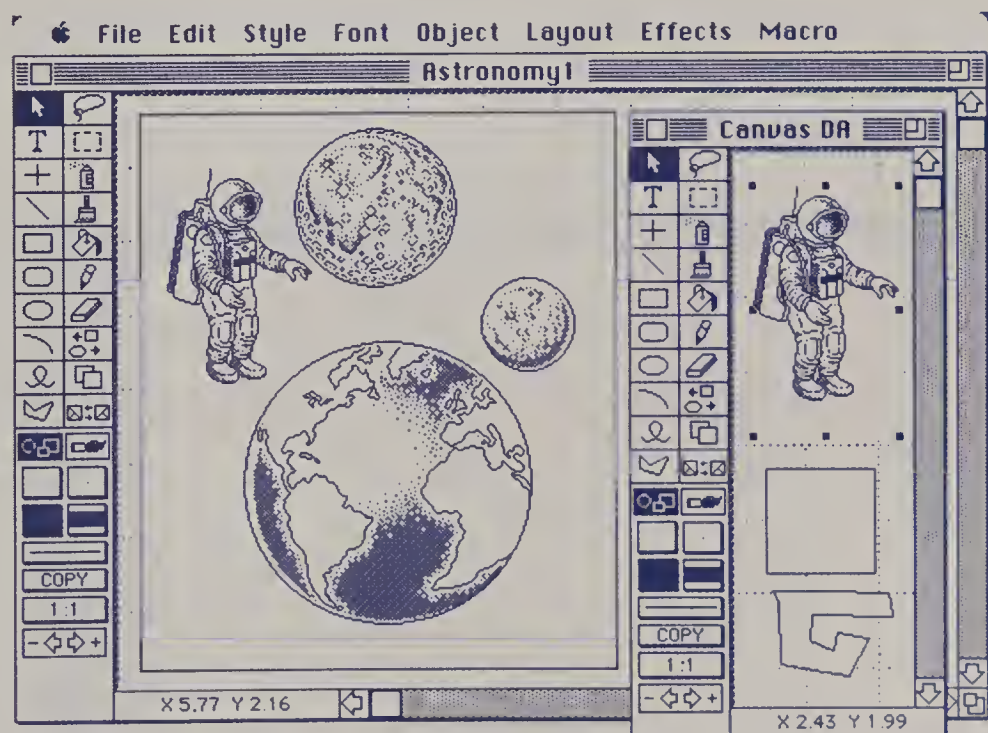 File Edit Style Font Object Layout Effects Macro
Astronomy1
T
COPY
1:1
- +
X 5.77 Y 2.16
Canvas DA
T
COPY
1:1
- +
X 2.43 Y 1.99